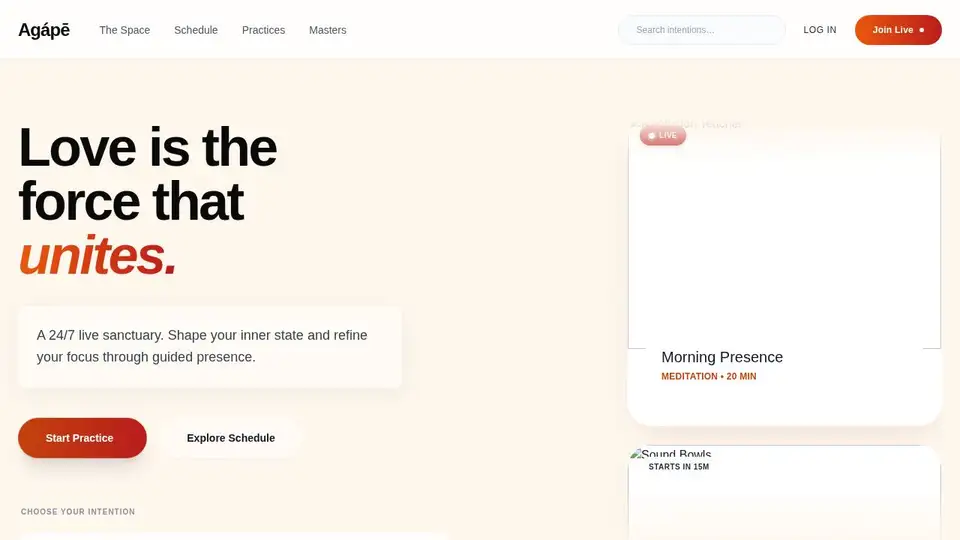 Agápē
The Space
Schedule
Practices
Masters
Search intentions...
LOG IN
Join Live
Love is the
force that
unites.
A 24/7 live sanctuary. Shape your inner state and refine
your focus through guided presence.
Start Practice
Explore Schedule
CHOOSE YOUR INTENTION
Teacher
LIVE
Morning Presence
MEDITATION • 20 MIN
Sound Bowls
STARTS IN 15M